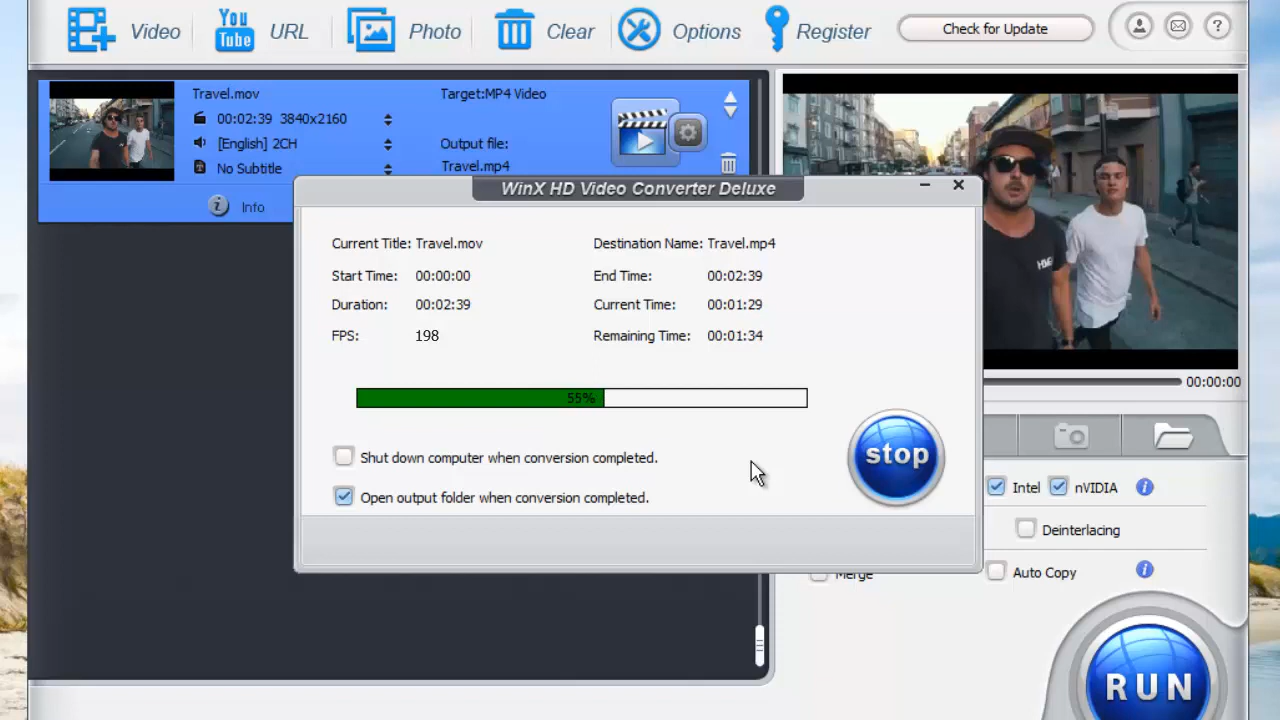 Video
You Tube
URL
Photo
Clear
Options
Register
Check for Update
?
Travel.mov
Target:MP4 Video
00:02:39 3840x2160
[English] 2CH
Output file:
No Subtitle
Travel.mp4
i Info
WinX HD Video Converter Deluxe
Current Title: Travel.mov
Destination Name: Travel.mp4
Start Time: 00:00:00
End Time: 00:02:39
Duration: 00:02:39
Current Time: 00:01:29
FPS: 198
Remaining Time: 00:01:34
55%
Shut down computer when conversion completed.
Open output folder when conversion completed.
stop
00:00:00
Intel nVIDIA i
Deinterlacing
Merge
Auto Copy i
RUN